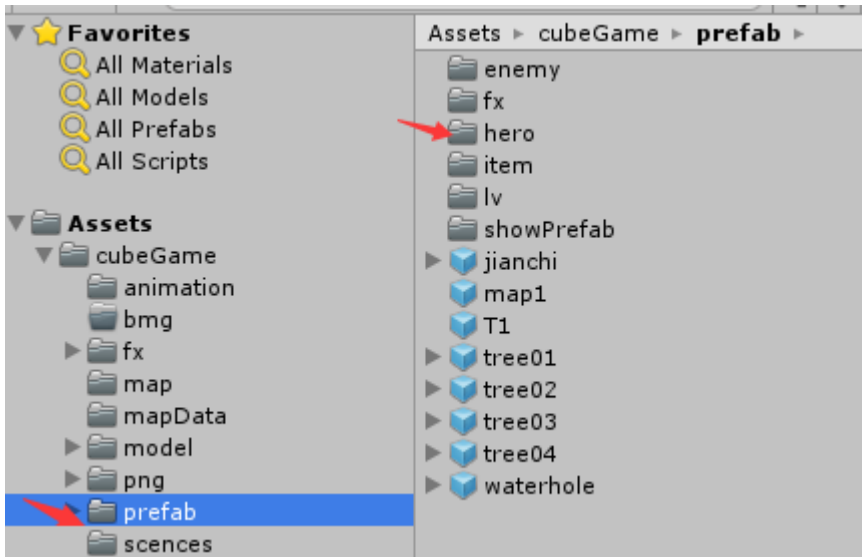 Favorites
All Materials
All Models
All Prefabs
All Scripts
Assets
cubeGame
animation
bmg
fx
map
mapData
model
png
prefab
scences
Assets ▸ cubeGame ▸ prefab ▸
enemy
fx
hero
item
lv
showPrefab
jianchi
map1
T1
tree01
tree02
tree03
tree04
waterhole